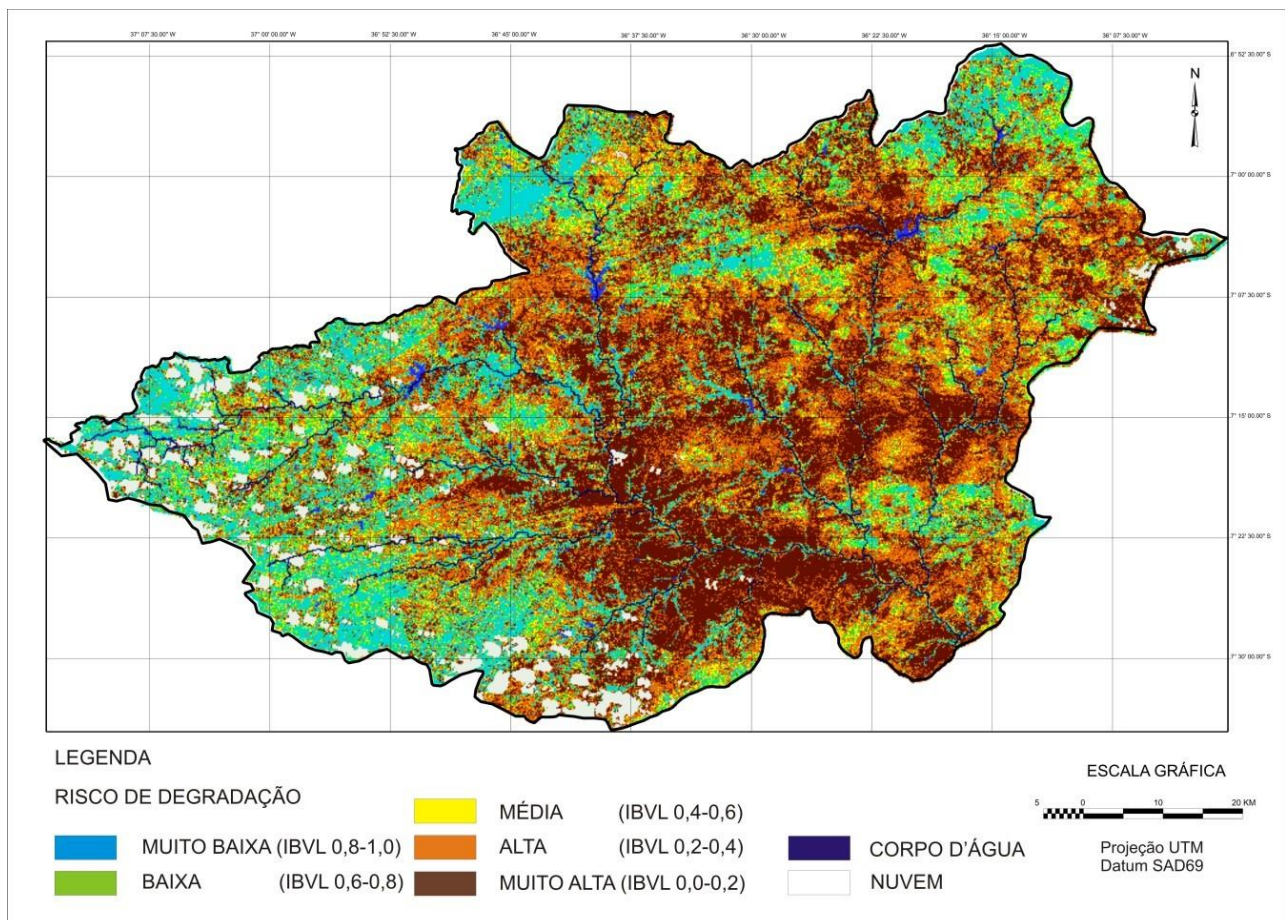 37° 07' 30.00" W 37° 00' 00.00" W 36° 52' 30.00" W 36° 45' 00.00" W 36° 37' 30.00" W 36° 30' 00.00" W 36° 22' 30.00" W 36° 15' 00.00" W 36° 07' 30.00" W
6° 52' 30.00" S
N
7° 00' 00.00" S
7° 07' 30.00" S
7° 15' 00.00" S
7° 22' 30.00" S
7° 30' 00.00" S
LEGENDA
RISCO DE DEGRADAÇÃO
MUITO BAIXA (IBVL 0,8-1,0)
BAIXA (IBVL 0,6-0,8)
MÉDIA (IBVL 0,4-0,6)
ALTA (IBVL 0,2-0,4)
MUITO ALTA (IBVL 0,0-0,2)
CORPO D'ÁGUA
NUVEM
ESCALA GRÁFICA
5 0 10 20 KM
Projeção UTM
Datum SAD69